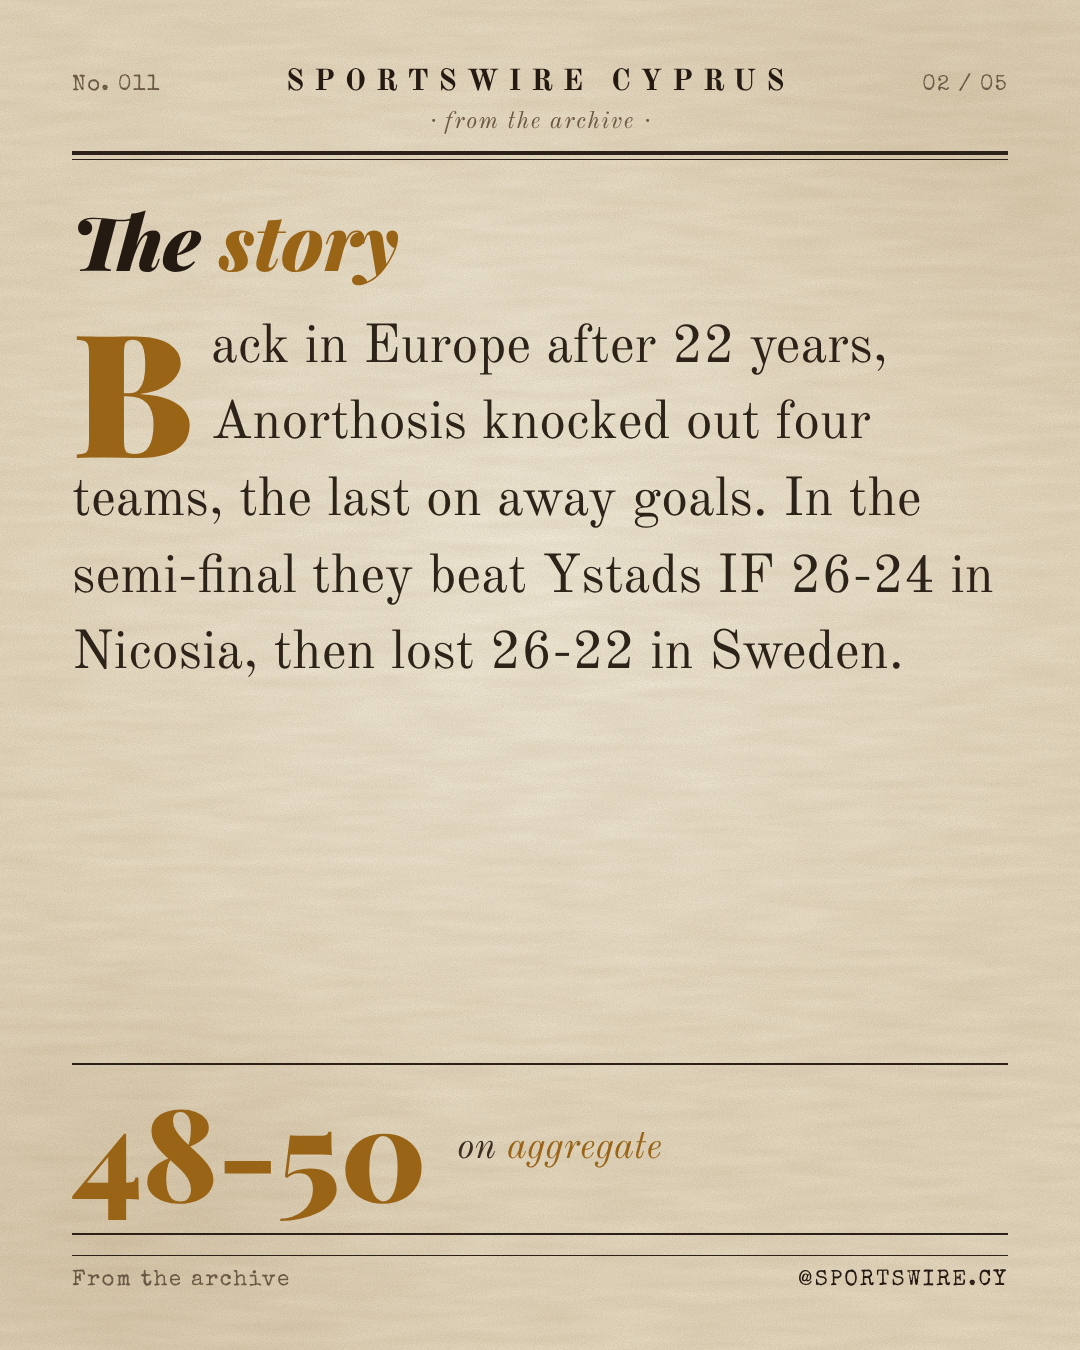 No. 011
SPORTSWIRE CYPRUS
02 / 05
· from the archive ·
The story
Back in Europe after 22 years,
Anorthosis knocked out four
teams, the last on away goals. In the
semi-final they beat Ystads IF 26-24 in
Nicosia, then lost 26-22 in Sweden.
48–50 on aggregate
From the archive
@SPORTSWIRE.CY